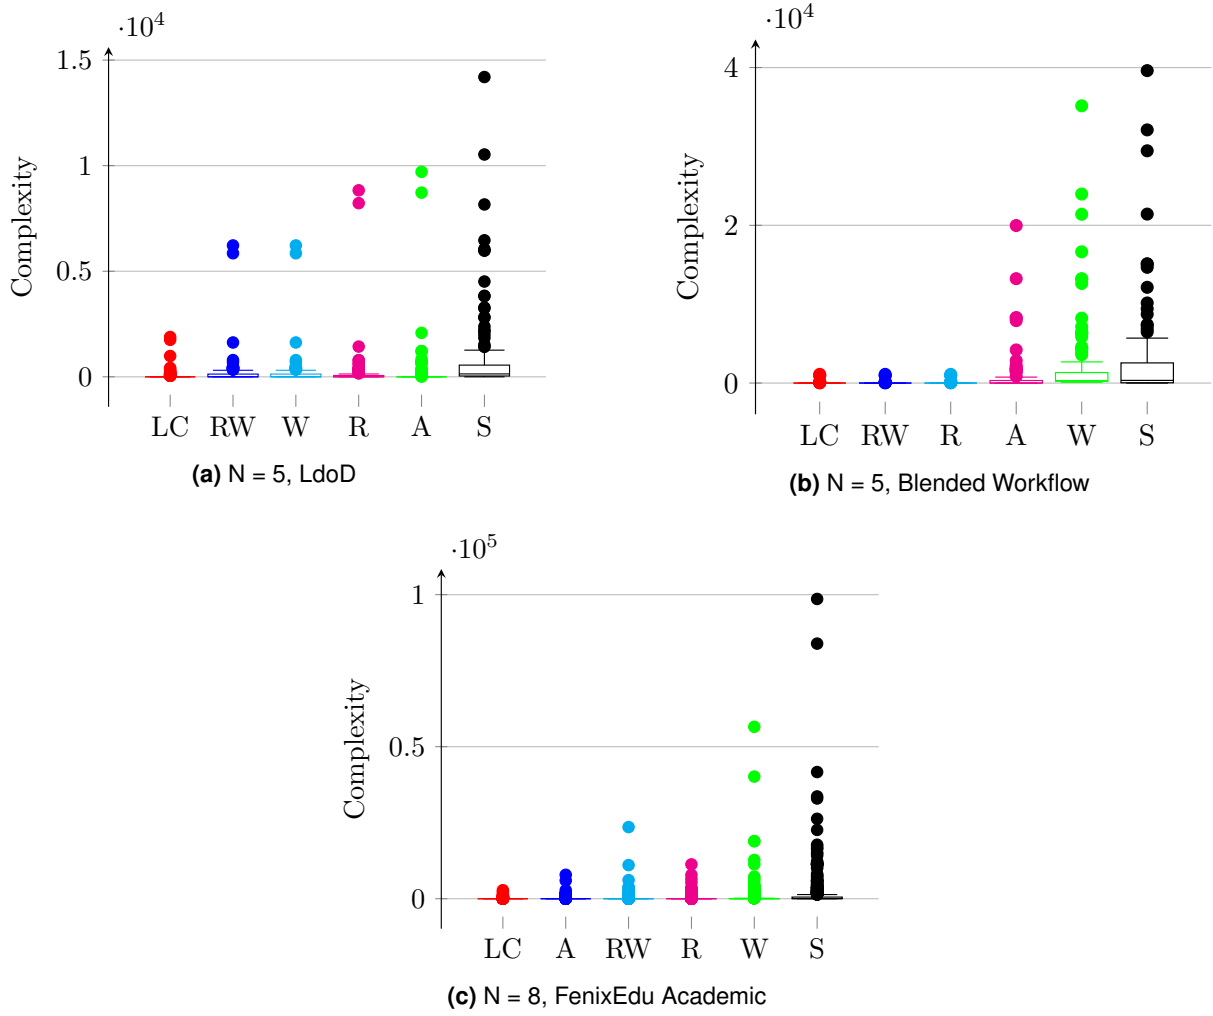 ·10^4
1.5
1
0.5
0
Complexity
LC RW W R A S
(a) N = 5, LdoD
·10^4
4
2
0
Complexity
LC RW R A W S
(b) N = 5, Blended Workflow
·10^5
1
0.5
0
Complexity
LC A RW R W S
(c) N = 8, FenixEdu Academic